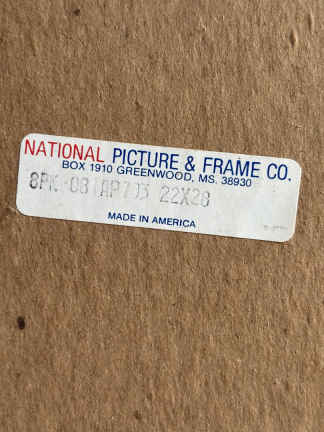 NATIONAL PICTURE & FRAME CO.
BOX 1910 GREENWOOD, MS. 38930
22X28
MADE IN AMERICA